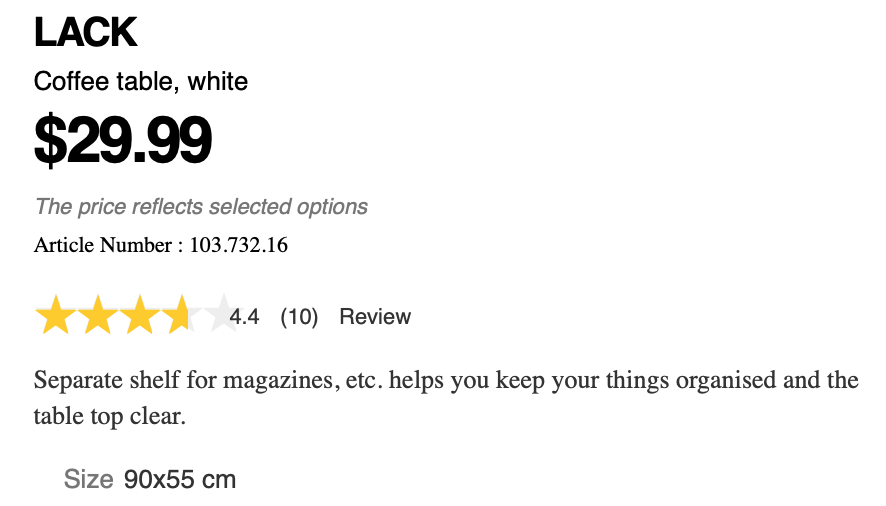 LACK
Coffee table, white
$29.99
The price reflects selected options
Article Number : 103.732.16
4.4 (10) Review
Separate shelf for magazines, etc. helps you keep your things organised and the
table top clear.
Size 90x55 cm